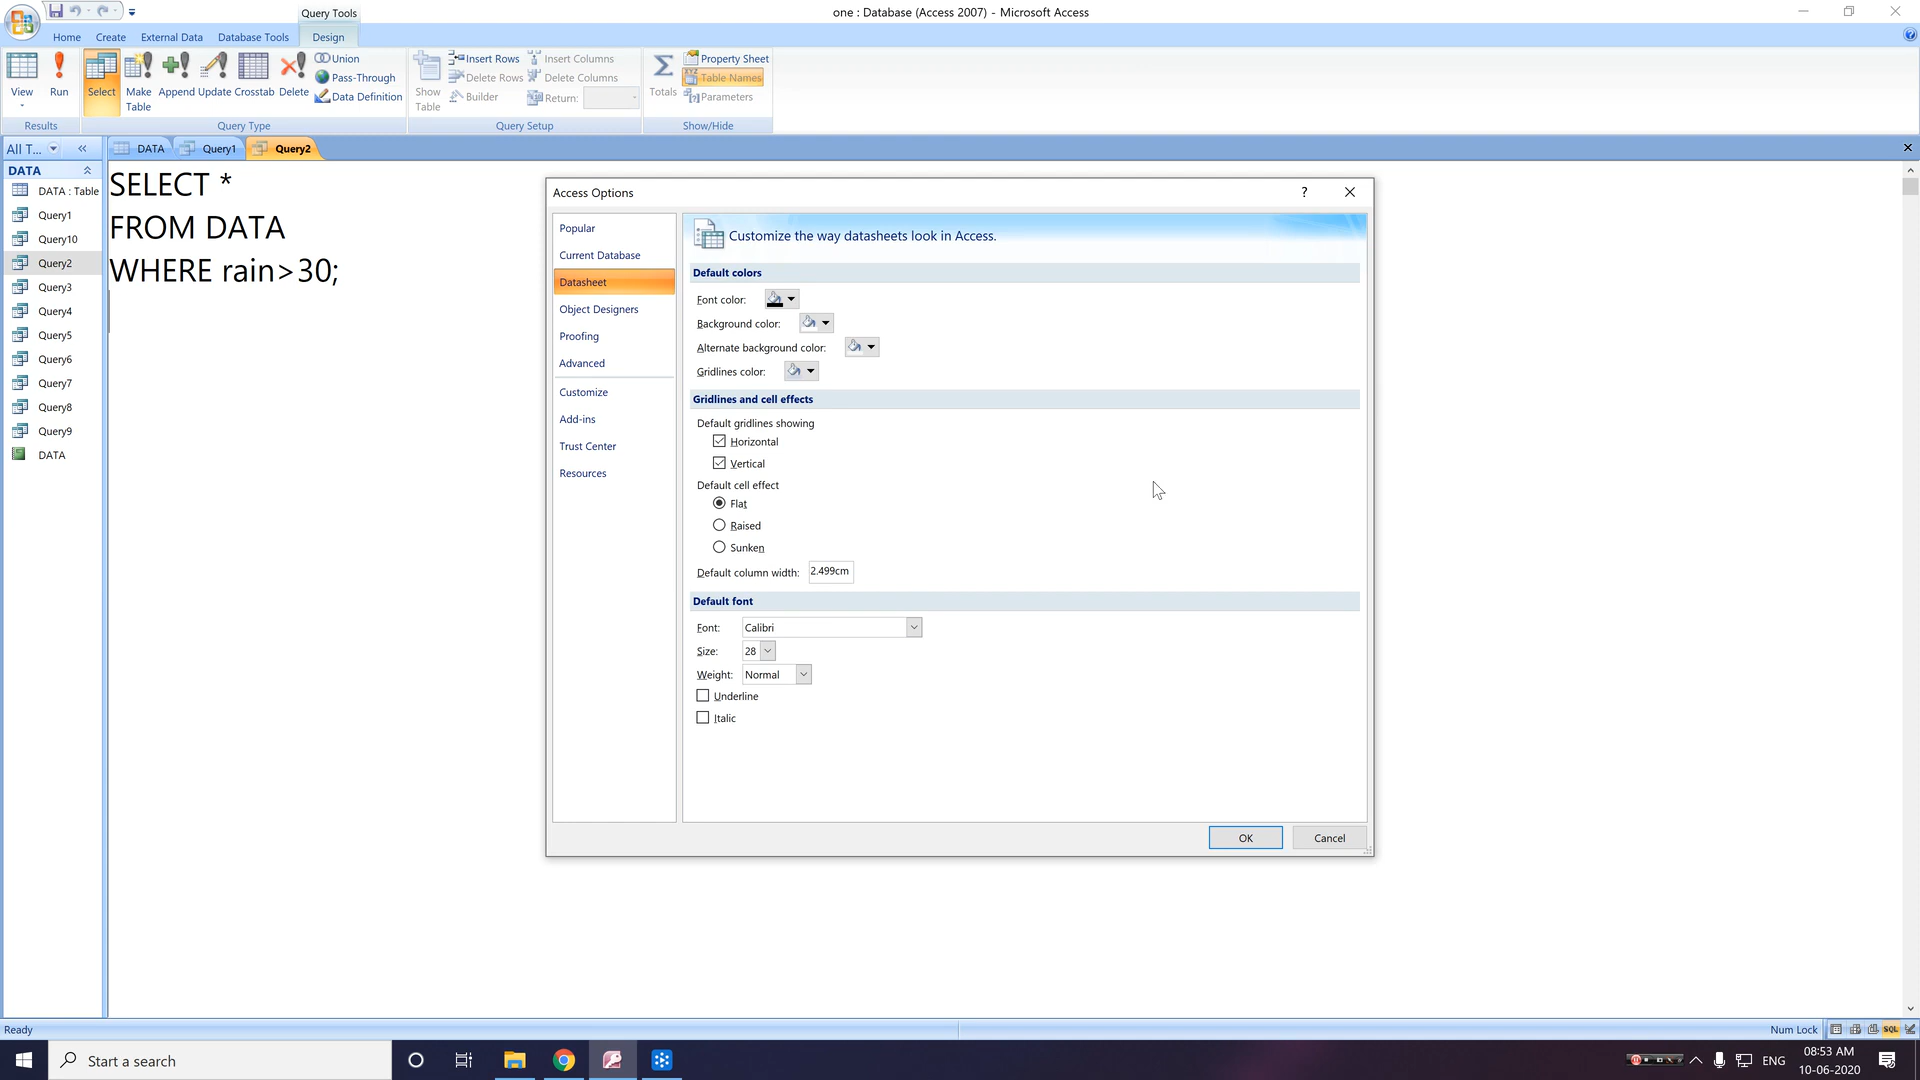 Query Tools
one : Database (Access 2007) - Microsoft Access
Home Create External Data Database Tools Design
View
Run
Select
Make Table
Append
Update
Crosstab
Delete
Union
Pass-Through
Data Definition
Show Table
Insert Rows
Delete Rows
Builder
Insert Columns
Delete Columns
Return:
Totals
Property Sheet
Table Names
Parameters
Results
Query Type
Query Setup
Show/Hide
All T...
DATA Query1 Query2
DATA
DATA : Table
Query1
Query10
Query2
Query3
Query4
Query5
Query6
Query7
Query8
Query9
DATA
SELECT *
FROM DATA
WHERE rain>30;
Access Options
?
Popular
Current Database
Datasheet
Object Designers
Proofing
Advanced
Customize
Add-ins
Trust Center
Resources
Customize the way datasheets look in Access.
Default colors
Font color:
Background color:
Alternate background color:
Gridlines color:
Gridlines and cell effects
Default gridlines showing
Horizontal
Vertical
Default cell effect
Flat
Raised
Sunken
Default column width: 2.499cm
Default font
Font: Calibri
Size: 28
Weight: Normal
Underline
Italic
OK
Cancel
Ready
Num Lock
SQL
Start a search
ENG
08:53 AM
10-06-2020